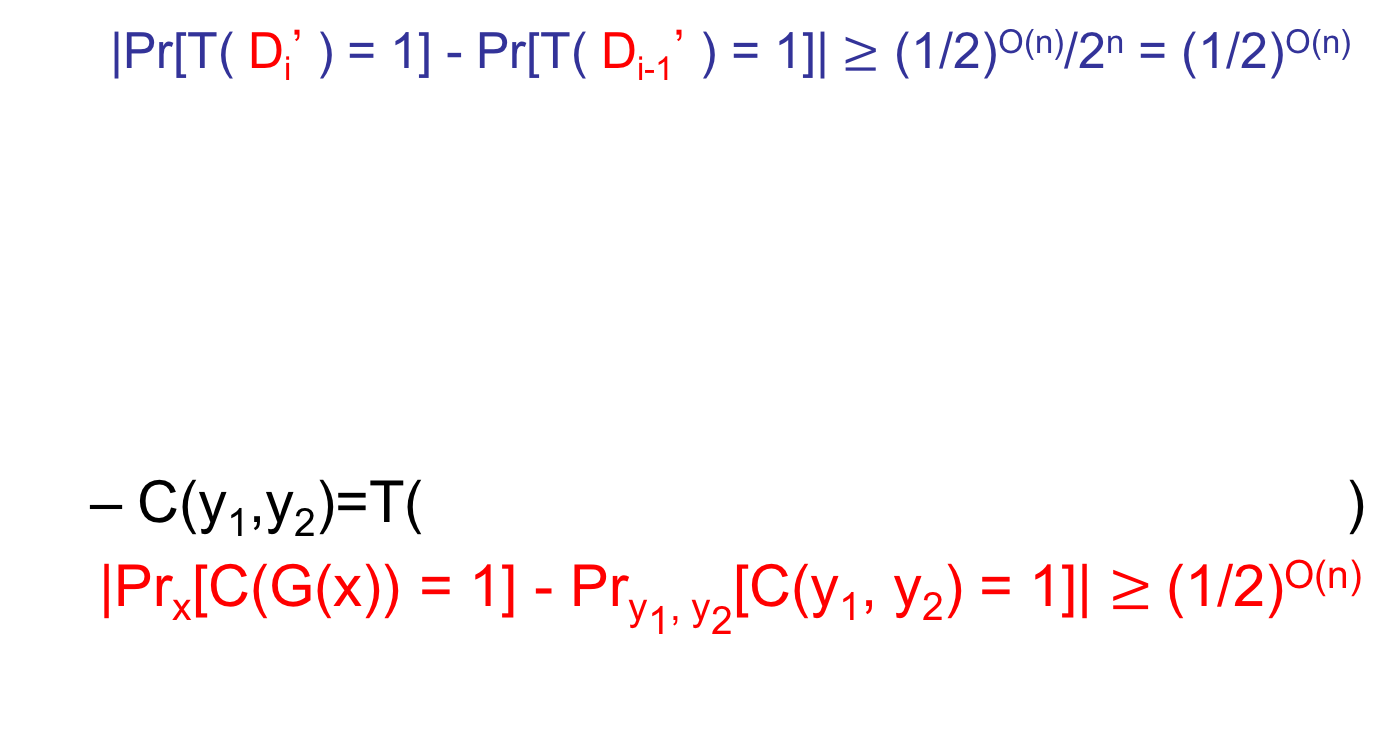 |Pr[T( Dᵢ’ ) = 1] - Pr[T( Dᵢ₋₁’ ) = 1]| ≥ (1/2)ᴼ⁽ⁿ⁾/2ⁿ = (1/2)ᴼ⁽ⁿ⁾
– C(y₁,y₂)=T( )
|Prₓ[C(G(x)) = 1] - Pr_y₁, y₂[C(y₁, y₂) = 1]| ≥ (1/2)ᴼ⁽ⁿ⁾